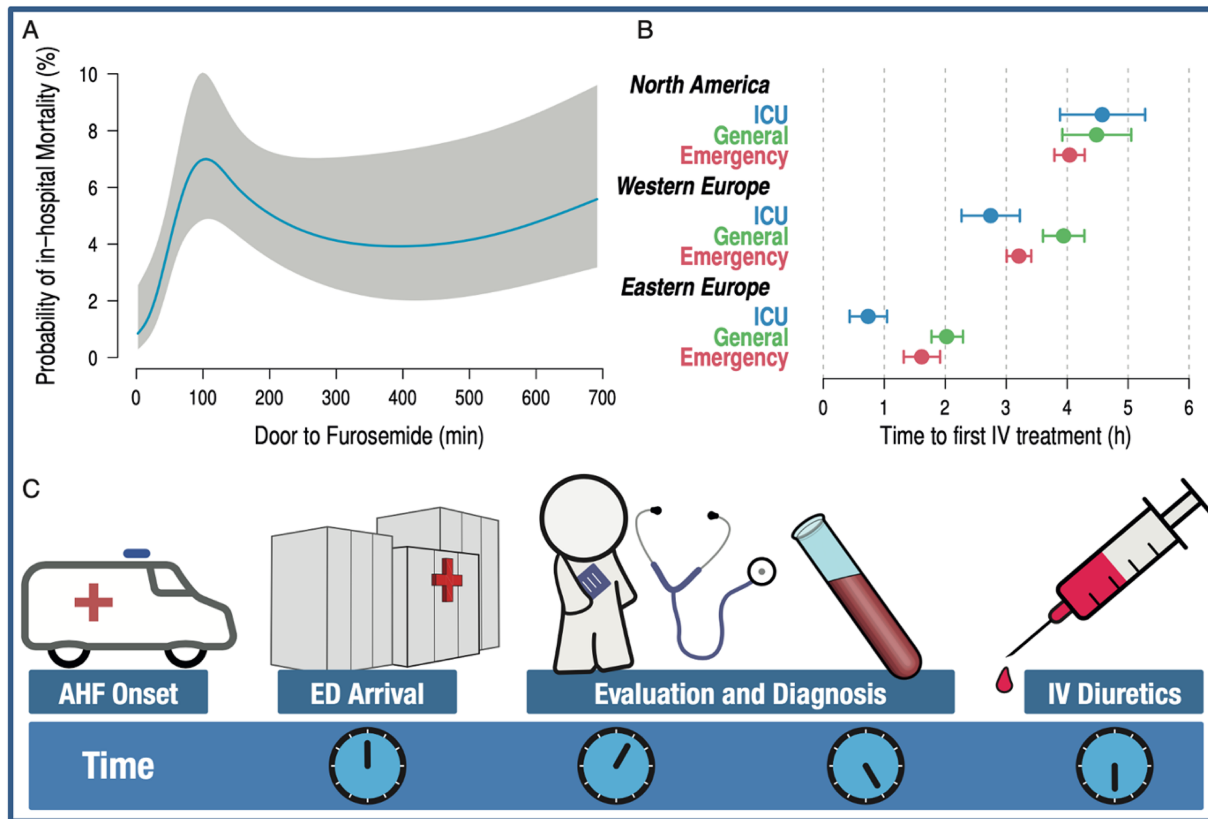 A
Probability of in-hospital Mortality (%)
10
8
6
4
2
0
0 100 200 300 400 500 600 700
Door to Furosemide (min)
B
North America
ICU
General
Emergency
Western Europe
ICU
General
Emergency
Eastern Europe
ICU
General
Emergency
0 1 2 3 4 5 6
Time to first IV treatment (h)
C
AHF Onset
ED Arrival
Evaluation and Diagnosis
IV Diuretics
Time